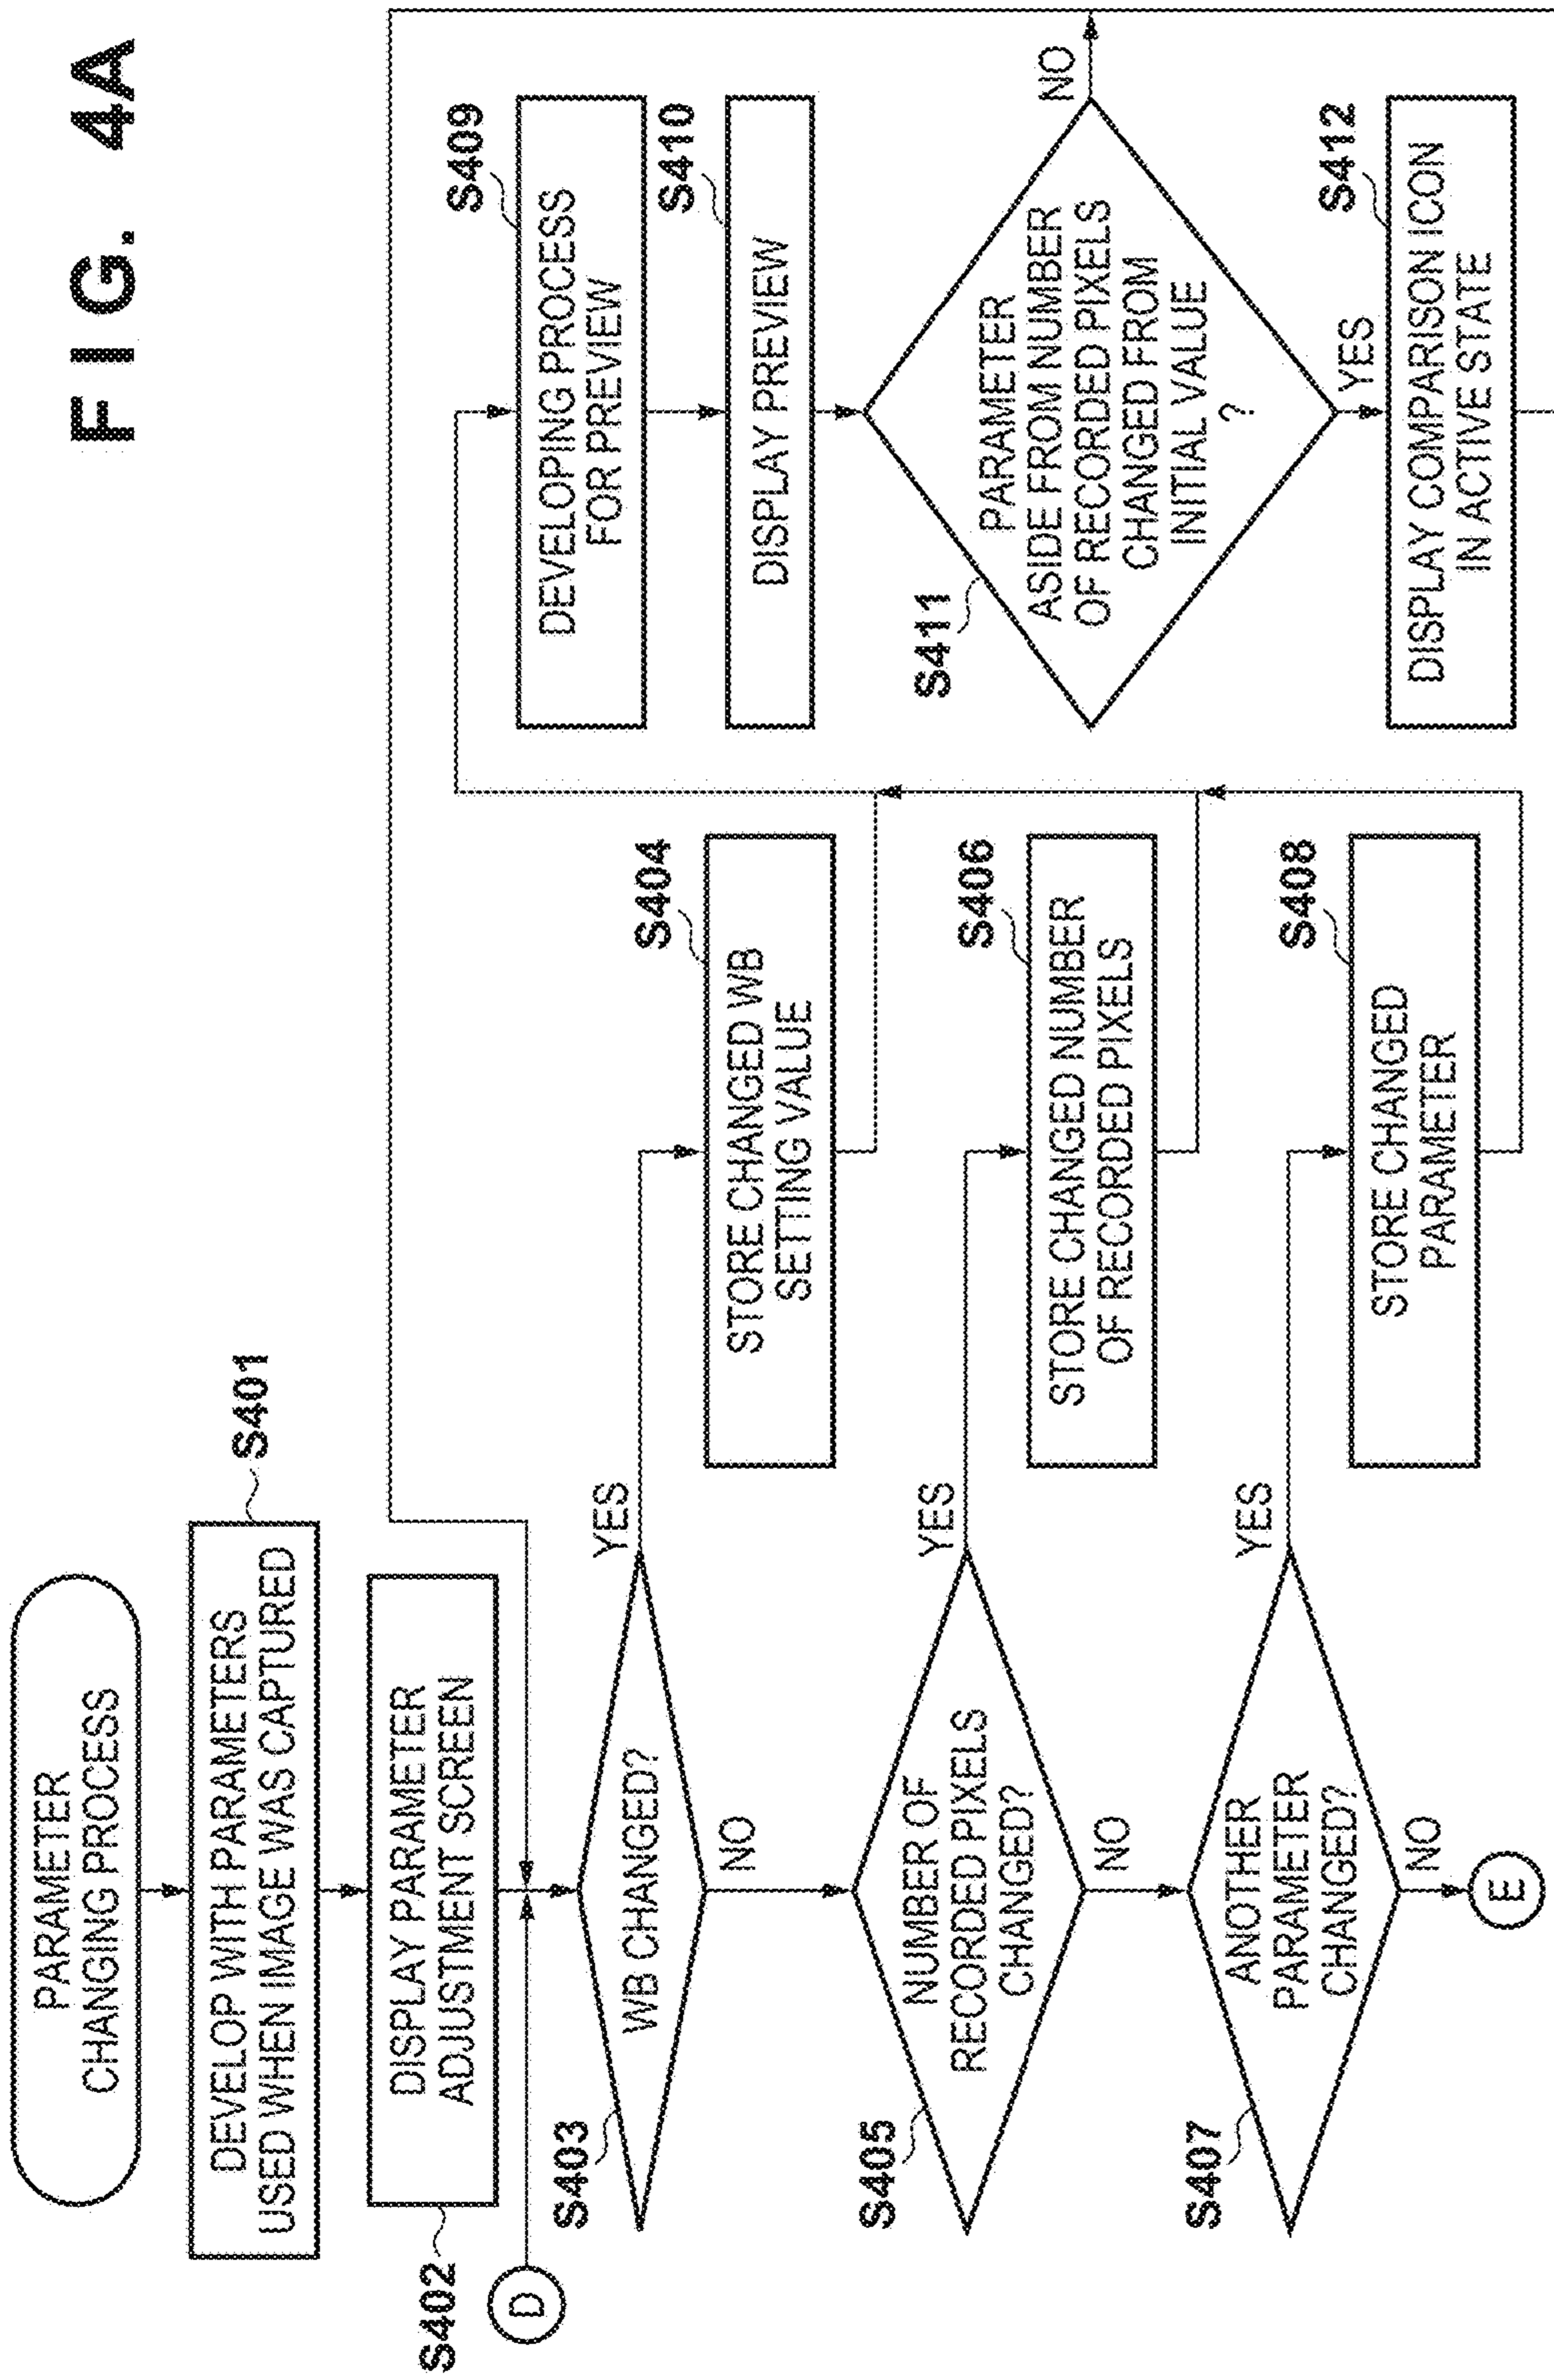 FIG. 4A
PARAMETER
CHANGING PROCESS
S401
DEVELOP WITH PARAMETERS
USED WHEN IMAGE WAS CAPTURED
S402
DISPLAY PARAMETER
ADJUSTMENT SCREEN
D
S403
WB CHANGED?
YES
NO
S404
STORE CHANGED WB
SETTING VALUE
S405
NUMBER OF
RECORDED PIXELS
CHANGED?
YES
NO
S406
STORE CHANGED NUMBER
OF RECORDED PIXELS
S407
ANOTHER
PARAMETER
CHANGED?
YES
NO
E
S408
STORE CHANGED
PARAMETER
S409
DEVELOPING PROCESS
FOR PREVIEW
S410
DISPLAY PREVIEW
S411
PARAMETER
ASIDE FROM NUMBER
OF RECORDED PIXELS
CHANGED FROM
INITIAL VALUE
?
NO
YES
S412
DISPLAY COMPARISON ICON
IN ACTIVE STATE